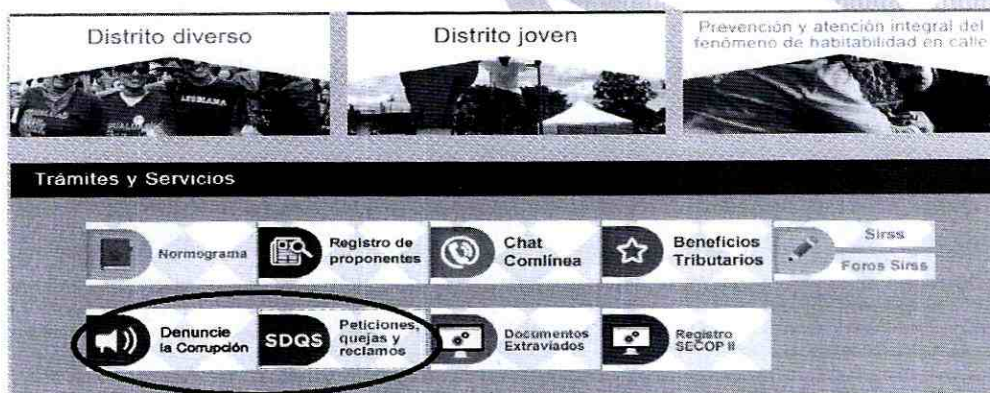 Distrito diverso
Distrito joven
Prevención y atención integral del
fenómeno de habitabilidad en calle
LESBIANA
Trámites y Servicios
Normograma
Registro de
proponentes
Chat
Comlínea
Beneficios
Tributarios
Sirss
Foros Sirss
Denuncie
la Corrupción
SDQS
Peticiones,
quejas y
reclamos
Documentos
Extraviados
Registro
SECOP II